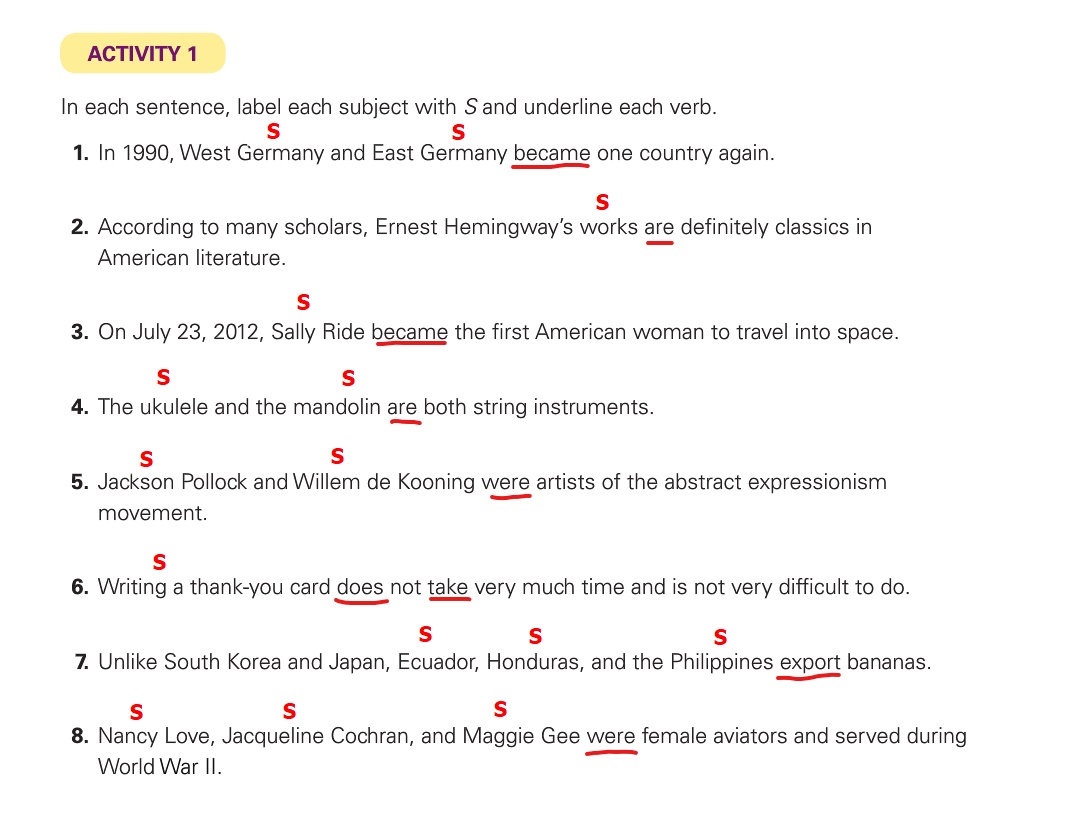 ACTIVITY 1
In each sentence, label each subject with S and underline each verb.
S S
1. In 1990, West Germany and East Germany became one country again.
S
2. According to many scholars, Ernest Hemingway's works are definitely classics in
American literature.
S
3. On July 23, 2012, Sally Ride became the first American woman to travel into space.
S S
4. The ukulele and the mandolin are both string instruments.
S S
5. Jackson Pollock and Willem de Kooning were artists of the abstract expressionism
movement.
S
6. Writing a thank-you card does not take very much time and is not very difficult to do.
S S S
7. Unlike South Korea and Japan, Ecuador, Honduras, and the Philippines export bananas.
S S S
8. Nancy Love, Jacqueline Cochran, and Maggie Gee were female aviators and served during
World War II.